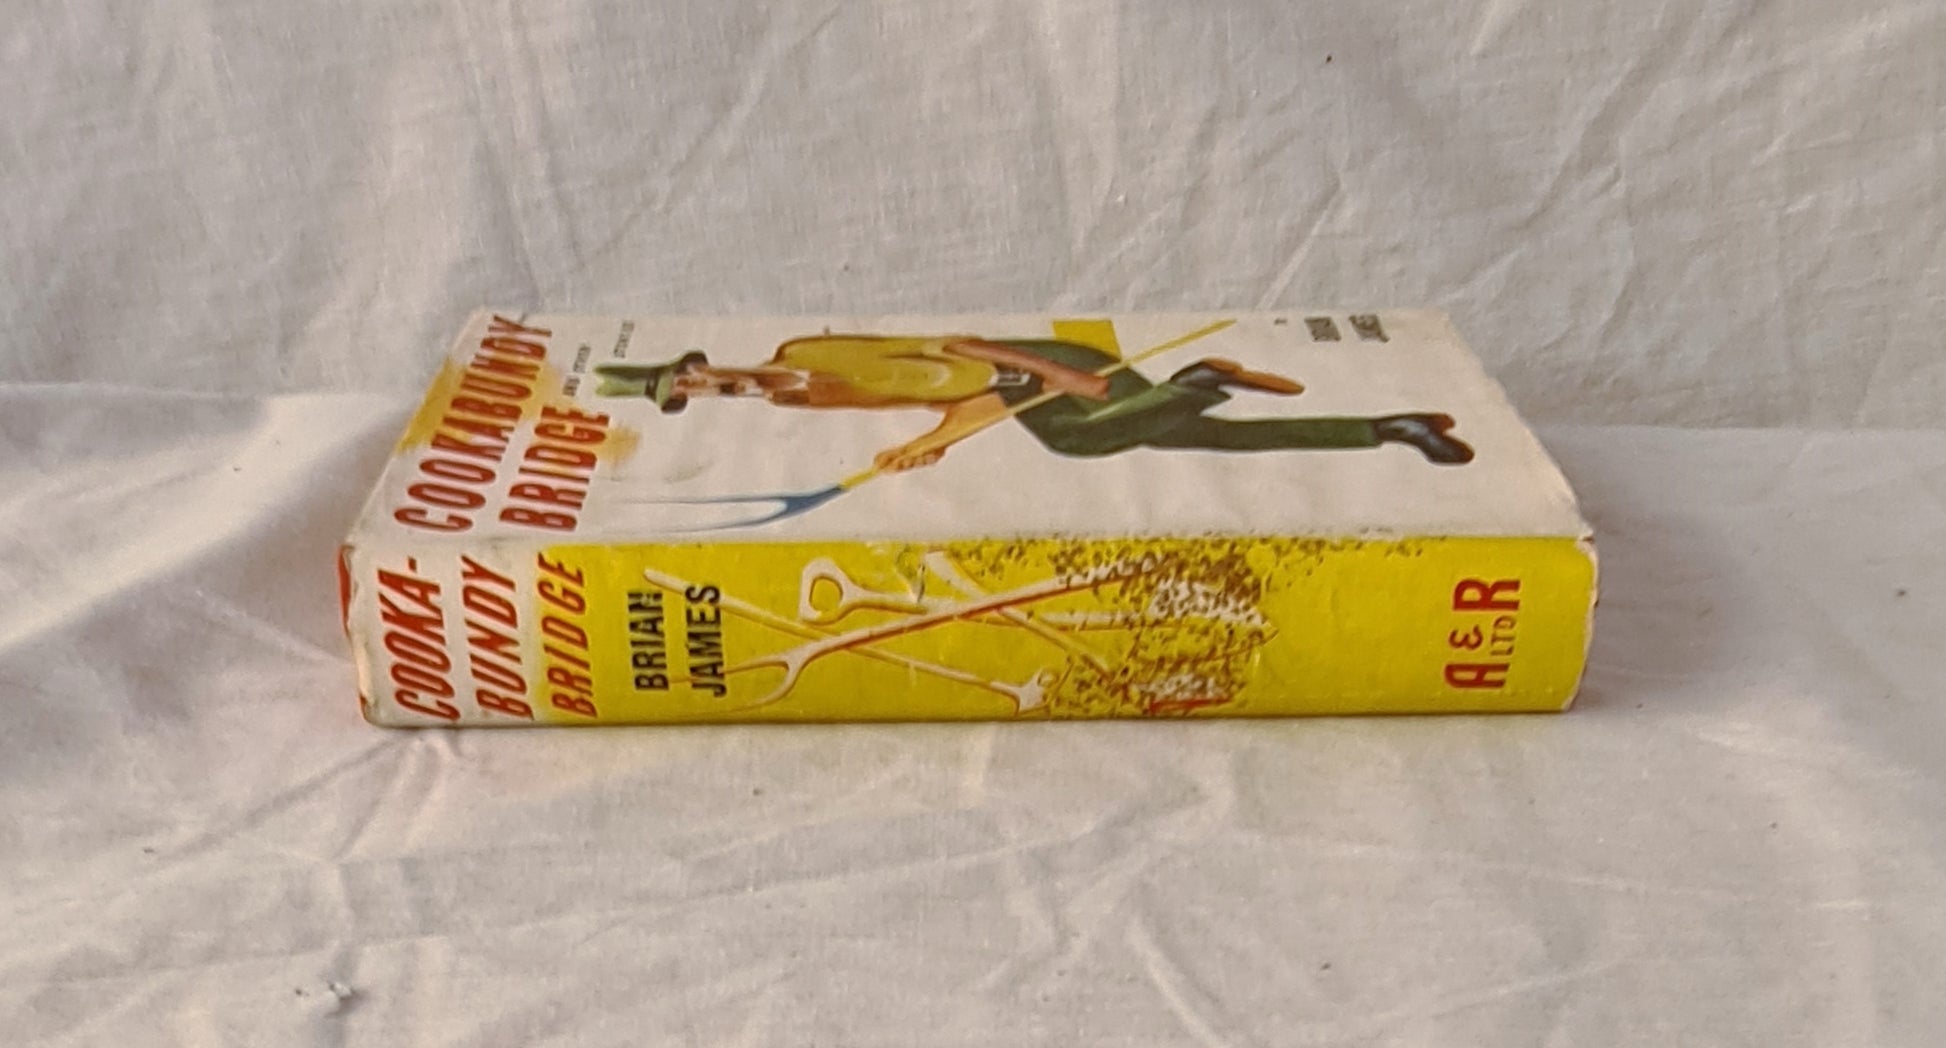 COOKABUNDY
BRIDGE
AND OTHER
STORIES
BRIAN
JAMES
COOKA-
BUNDY
BRIDGE
BRIAN
JAMES
A & R
LTD